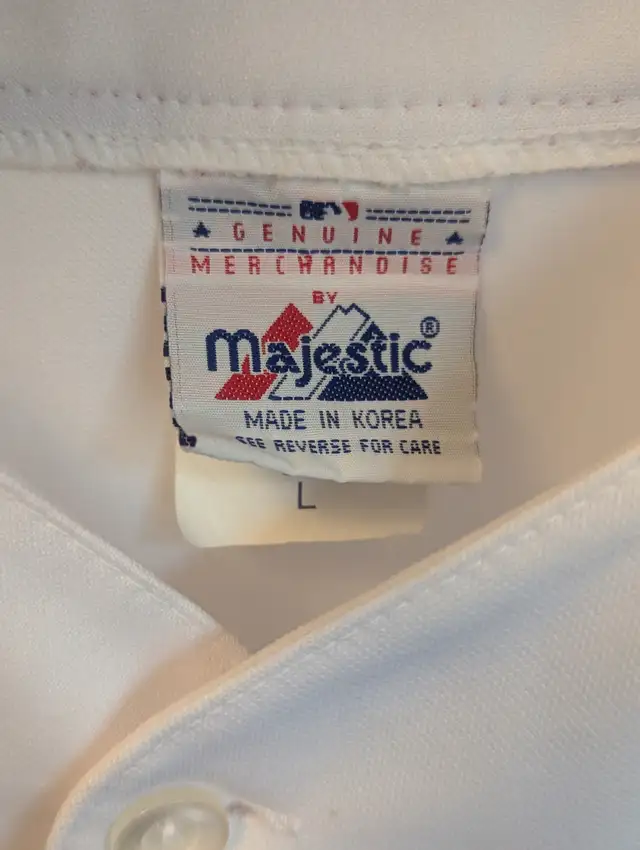 GENUINE
MERCHANDISE
BY
Majestic®
MADE IN KOREA
SEE REVERSE FOR CARE
L